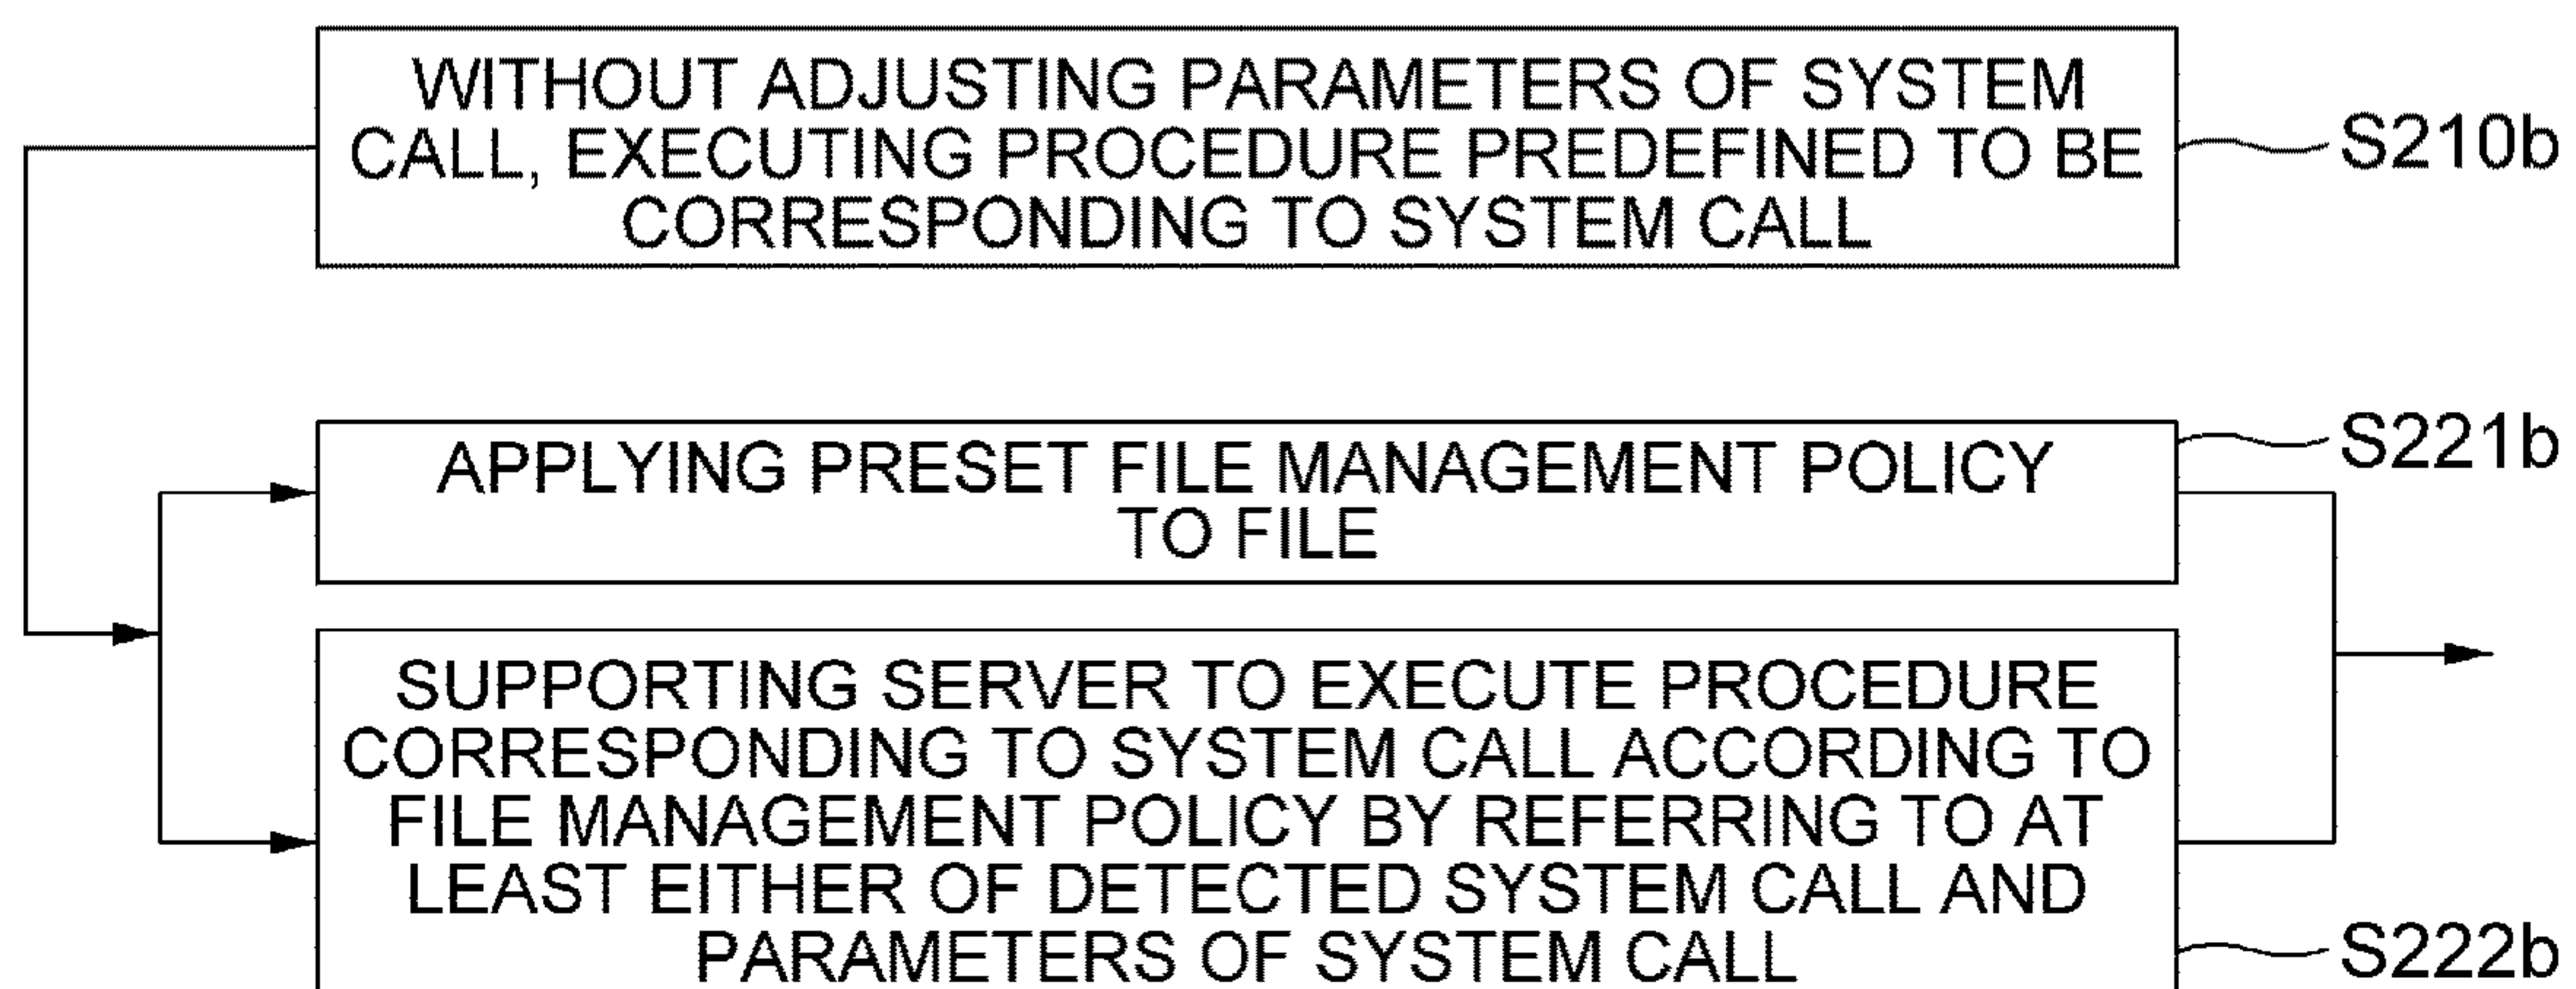 WITHOUT ADJUSTING PARAMETERS OF SYSTEM
CALL, EXECUTING PROCEDURE PREDEFINED TO BE
CORRESPONDING TO SYSTEM CALL
S210b
APPLYING PRESET FILE MANAGEMENT POLICY
TO FILE
S221b
SUPPORTING SERVER TO EXECUTE PROCEDURE
CORRESPONDING TO SYSTEM CALL ACCORDING TO
FILE MANAGEMENT POLICY BY REFERRING TO AT
LEAST EITHER OF DETECTED SYSTEM CALL AND
PARAMETERS OF SYSTEM CALL
S222b